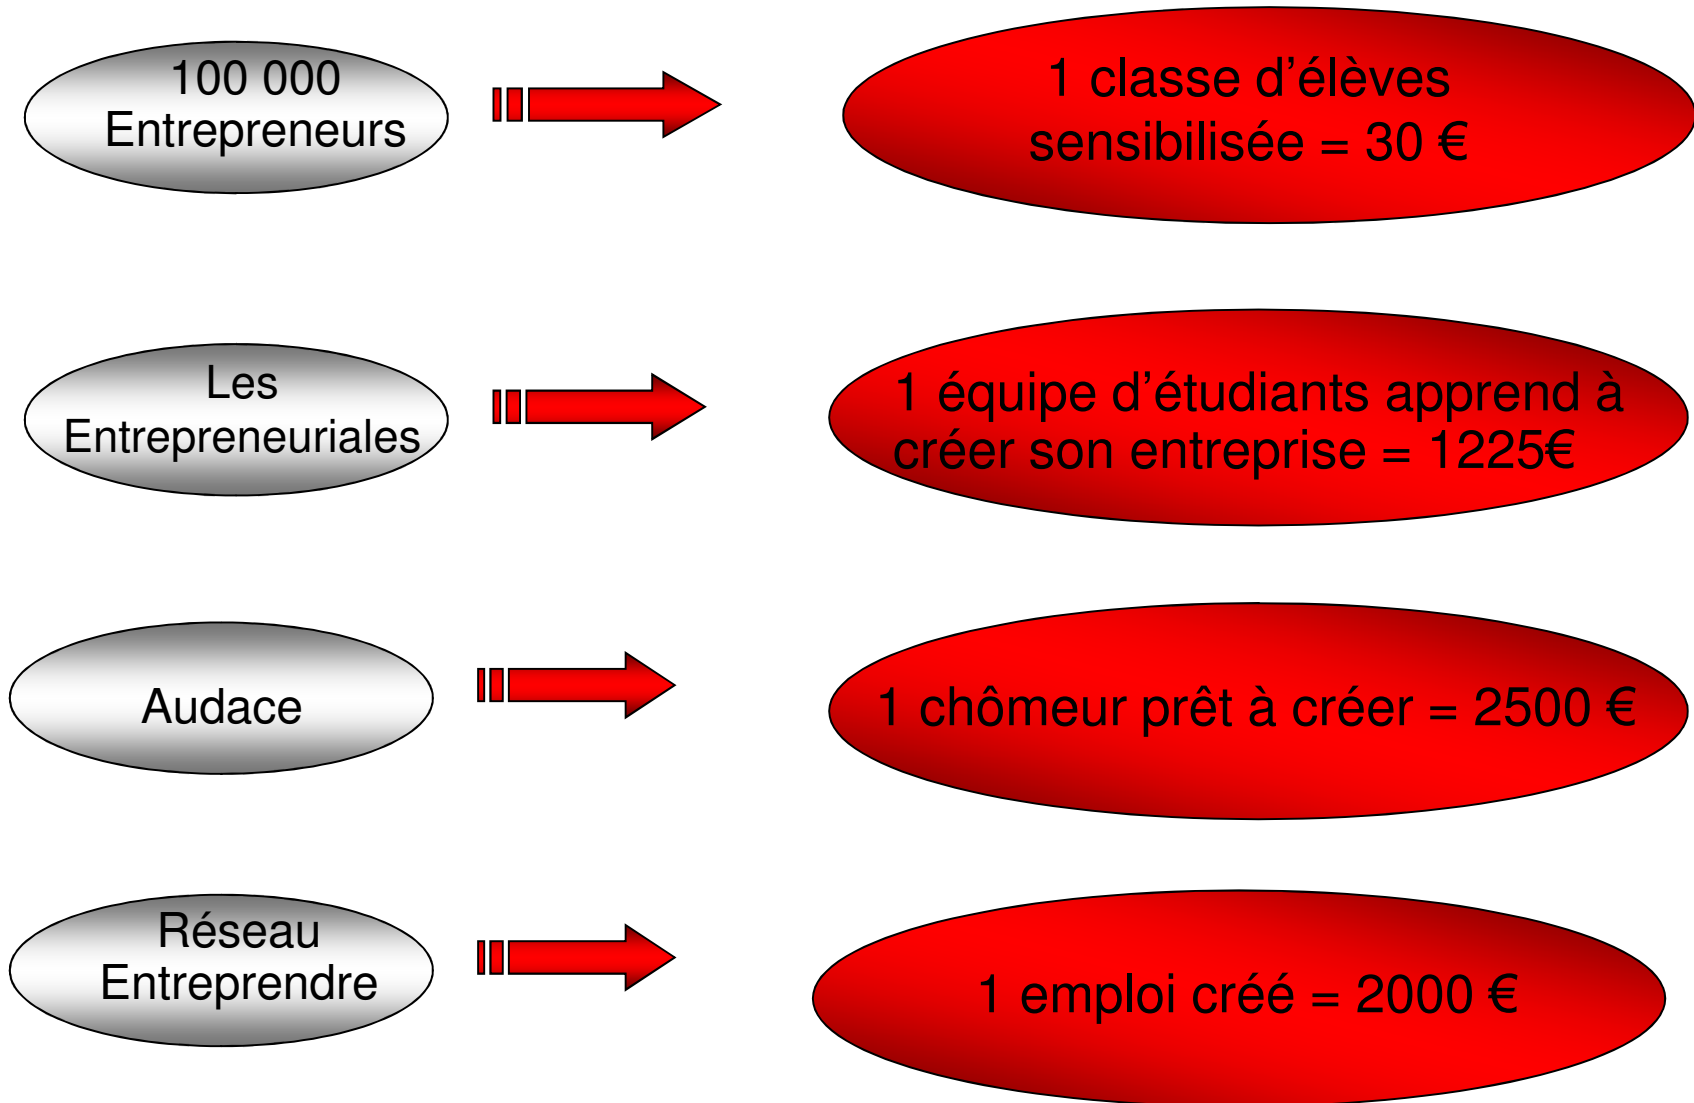 100 000
Entrepreneurs
1 classe d’élèves
sensibilisée = 30 €
Les
Entrepreneuriales
1 équipe d’étudiants apprend à
créer son entreprise = 1225€
Audace
1 chômeur prêt à créer = 2500 €
Réseau
Entreprendre
1 emploi créé = 2000 €